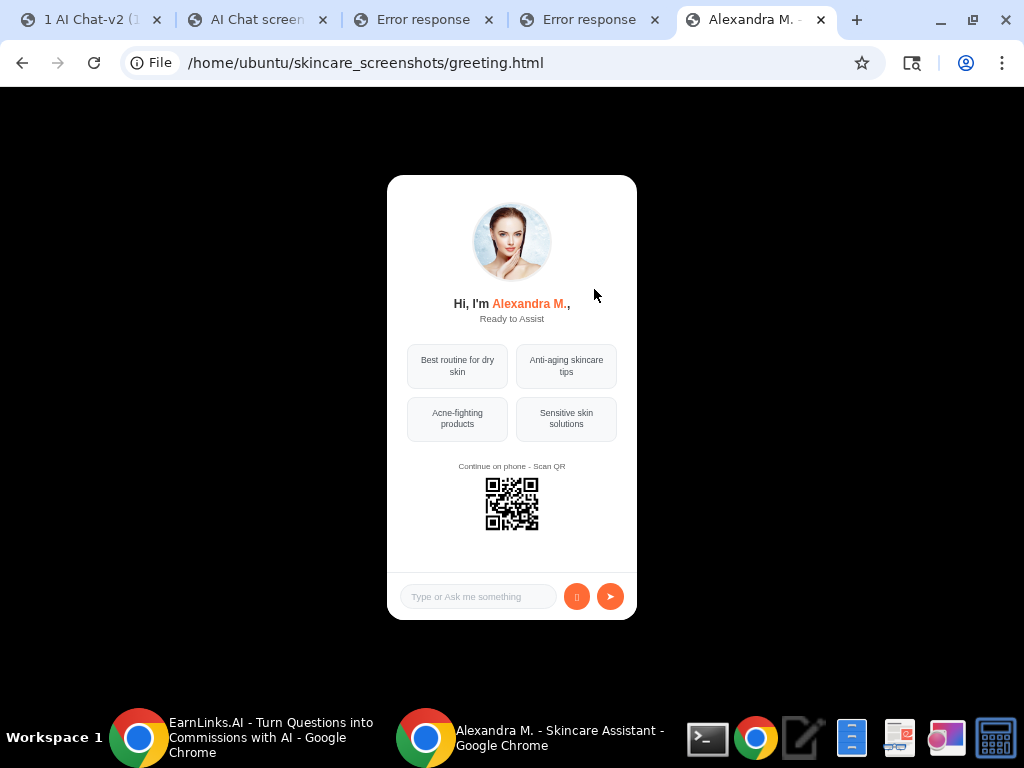 1 AI Chat-v2 (1
AI Chat screen
Error response
Error response
Alexandra M. -
File
/home/ubuntu/skincare_screenshots/greeting.html
Hi, I'm Alexandra M.,
Ready to Assist
Best routine for dry
skin
Anti-aging skincare
tips
Acne-fighting
products
Sensitive skin
solutions
Continue on phone - Scan QR
Type or Ask me something
Workspace 1
EarnLinks.AI - Turn Questions into
Commissions with AI - Google
Chrome
Alexandra M. - Skincare Assistant -
Google Chrome